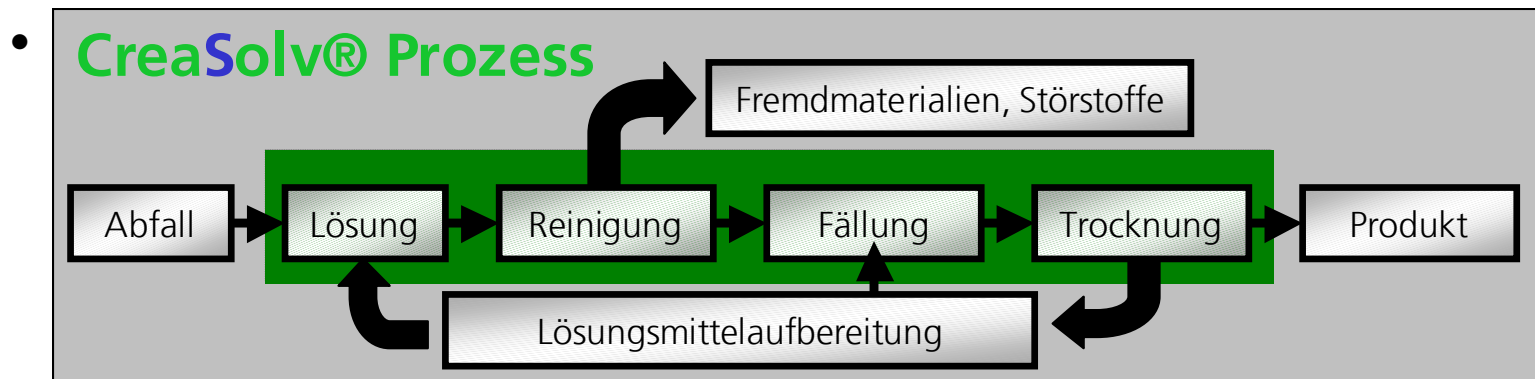 • CreaSolv® Prozess
Fremdmaterialien, Störstoffe
Abfall
Lösung
Reinigung
Fällung
Trocknung
Produkt
Lösungsmittelaufbereitung